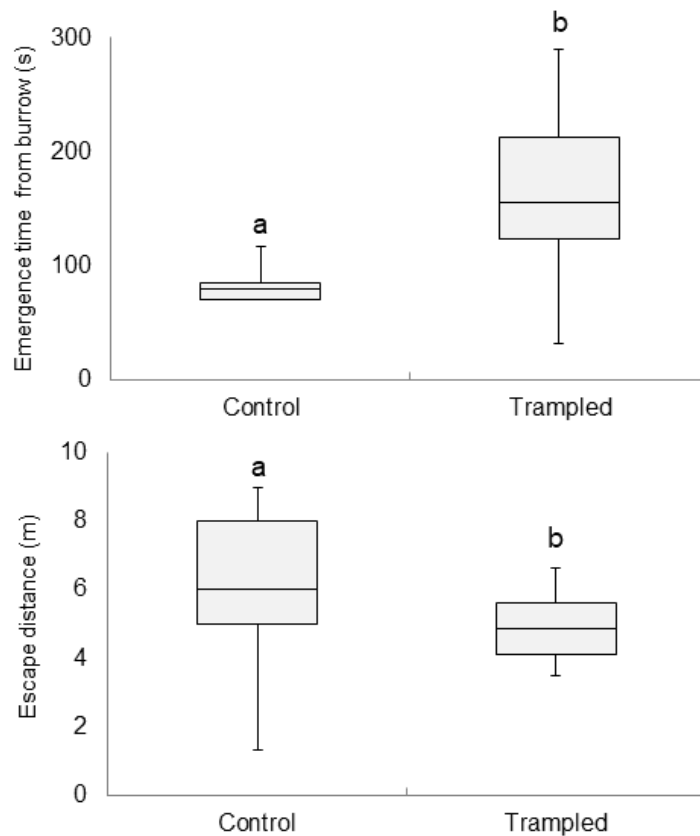 Emergence time from burrow (s)
300
200
100
0
a
b
Control
Trampled
Escape distance (m)
10
8
6
4
2
0
a
b
Control
Trampled